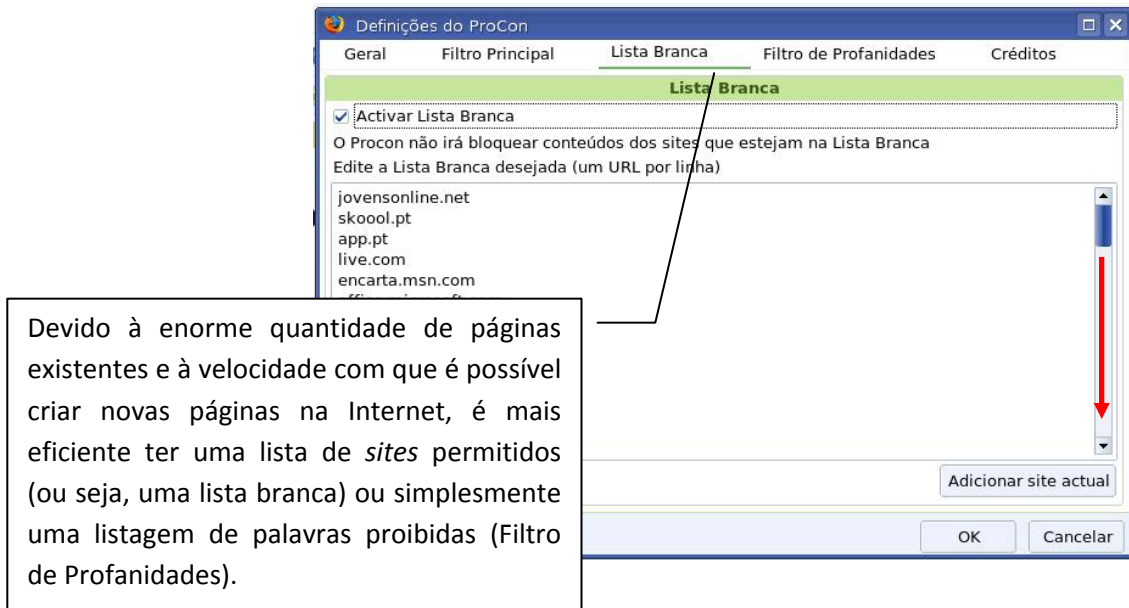 Definições do ProCon
Geral Filtro Principal Lista Branca Filtro de Profanidades Créditos
Lista Branca
Activar Lista Branca
O Procon não irá bloquear conteúdos dos sites que estejam na Lista Branca
Edite a Lista Branca desejada (um URL por linha)
jovensonline.net
skoool.pt
app.pt
live.com
encarta.msn.com
Devido à enorme quantidade de páginas
existentes e à velocidade com que é possível
criar novas páginas na Internet, é mais
eficiente ter uma lista de sites permitidos
(ou seja, uma lista branca) ou simplesmente
uma listagem de palavras proibidas (Filtro
de Profanidades).
Adicionar site actual
OK Cancelar